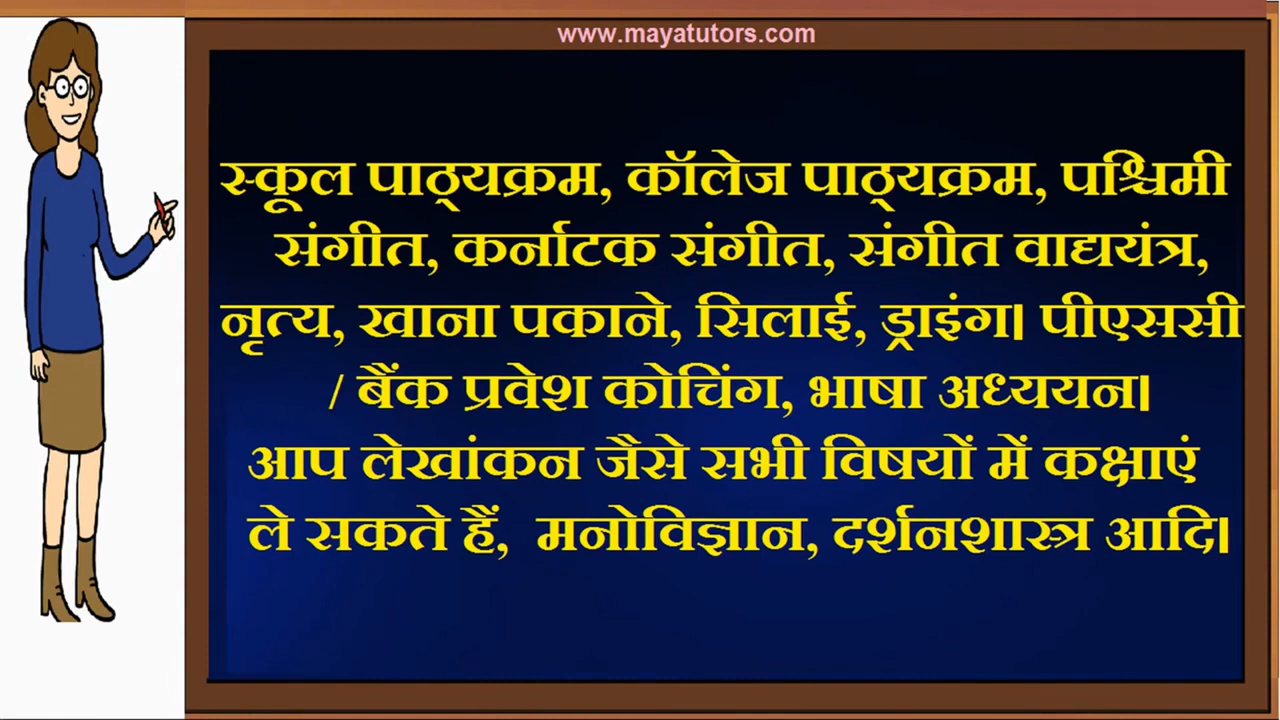 www.mayatutors.com
स्कूल पाठ्यक्रम, कॉलेज पाठ्यक्रम, पश्चिमी
संगीत, कर्नाटक संगीत, संगीत वाद्ययंत्र,
नृत्य, खाना पकाने, सिलाई, ड्राइंग। पीएससी
/ बैंक प्रवेश कोचिंग, भाषा अध्ययन।
आप लेखांकन जैसे सभी विषयों में कक्षाएं
ले सकते हैं, मनोविज्ञान, दर्शनशास्त्र आदि।